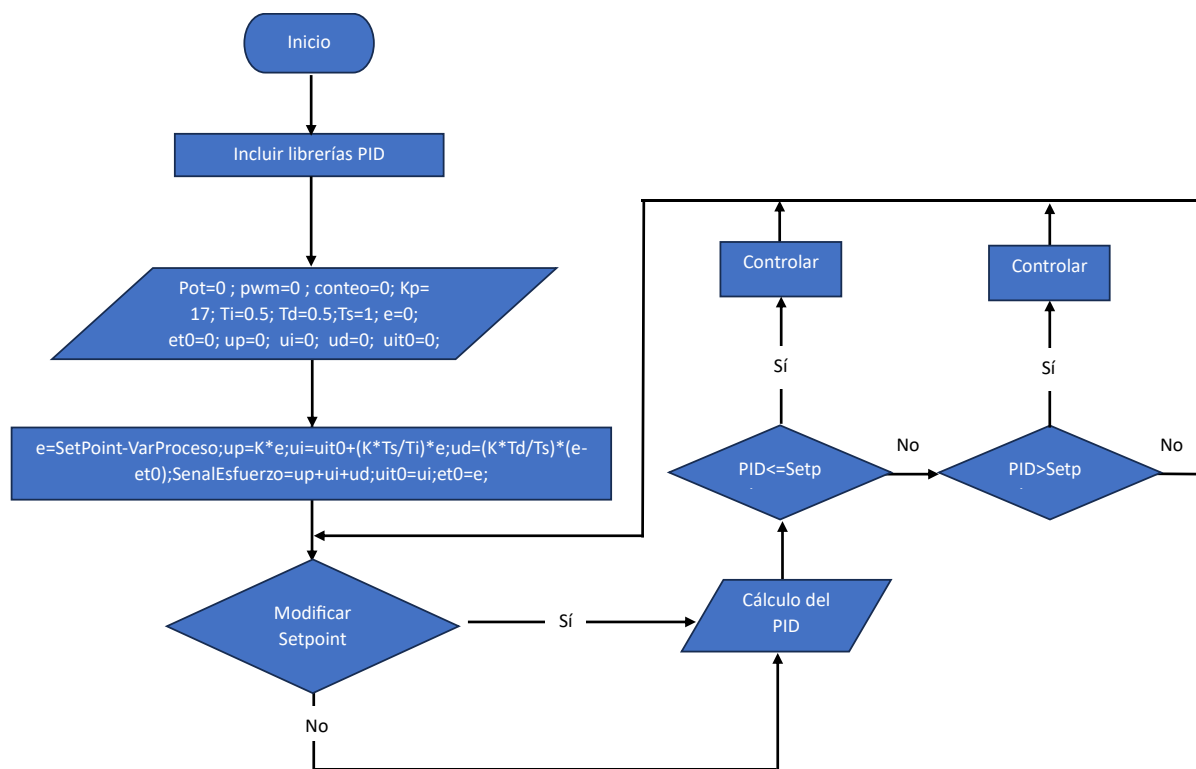 Inicio
Incluir librerías PID
Pot=0 ; pwm=0 ; conteo=0; Kp=
17; Ti=0.5; Td=0.5;Ts=1; e=0;
et0=0; up=0; ui=0; ud=0; uit0=0;
e=SetPoint-VarProceso;up=K*e;ui=uit0+(K*Ts/Ti)*e;ud=(K*Td/Ts)*(e-
et0);SenalEsfuerzo=up+ui+ud;uit0=ui;et0=e;
Modificar
Setpoint
Sí
No
Cálculo del
PID
PID<=Setp
No
Sí
Controlar
PID>Setp
No
Sí
Controlar